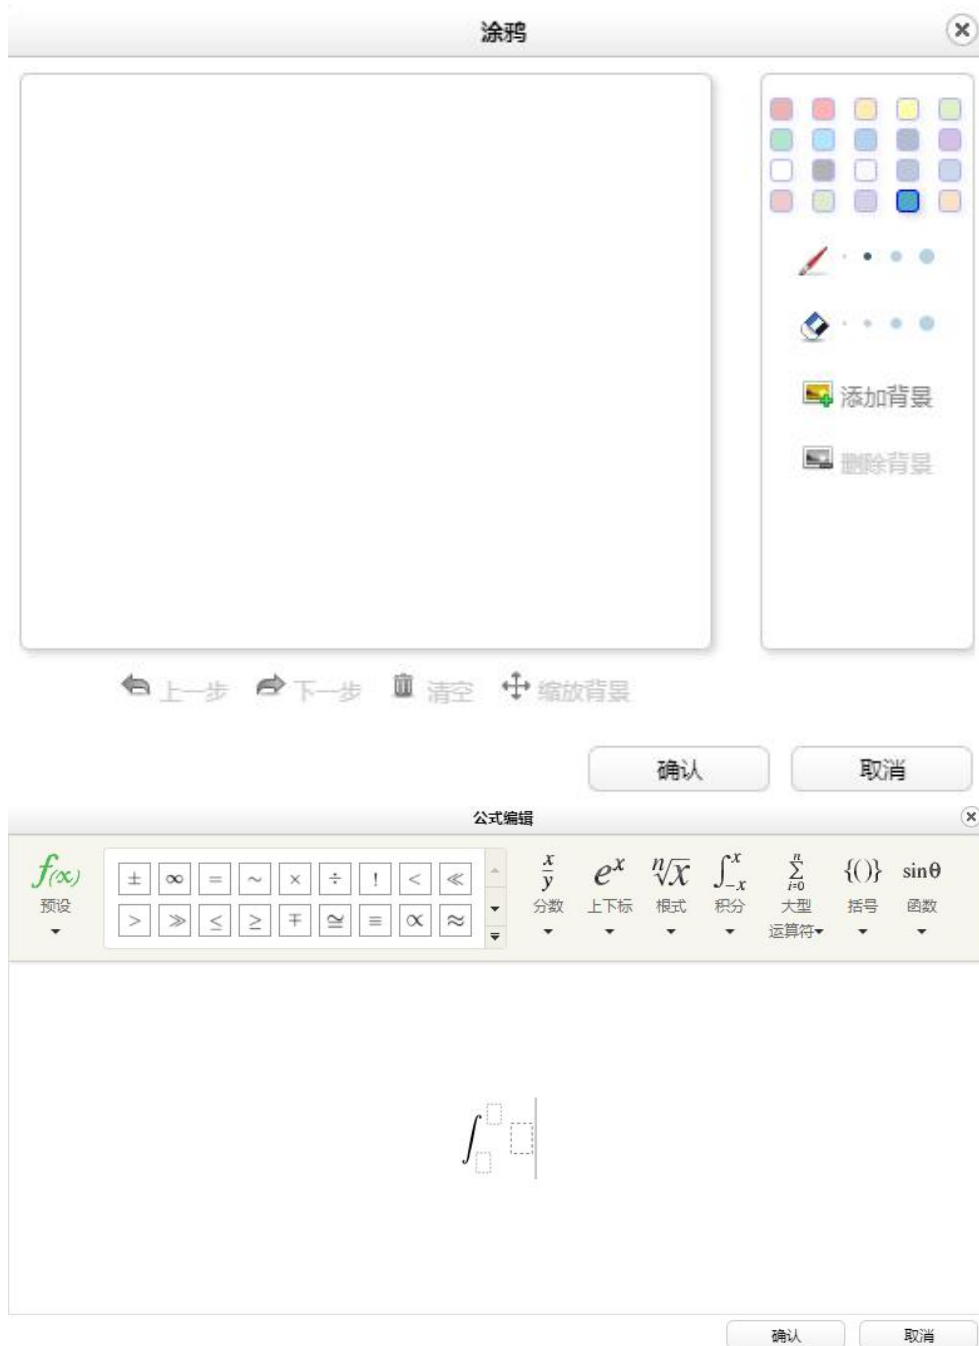 涂鸦
添加背景
删除背景
上一步 下一步 清空 缩放背景
确认 取消
公式编辑
f(x) x/y e^x ⁿ√x ∫_{-x}^{x} ∑_{i=0}^{n} {()} sinθ
± ∞ = ~ × ÷ ! < ≪
预设 分数 上下标 根式 积分 大型 括号 函数
> ≫ ≤ ≥ ∓ ≅ ≡ ∝ ≈
运算符
∫
确认 取消